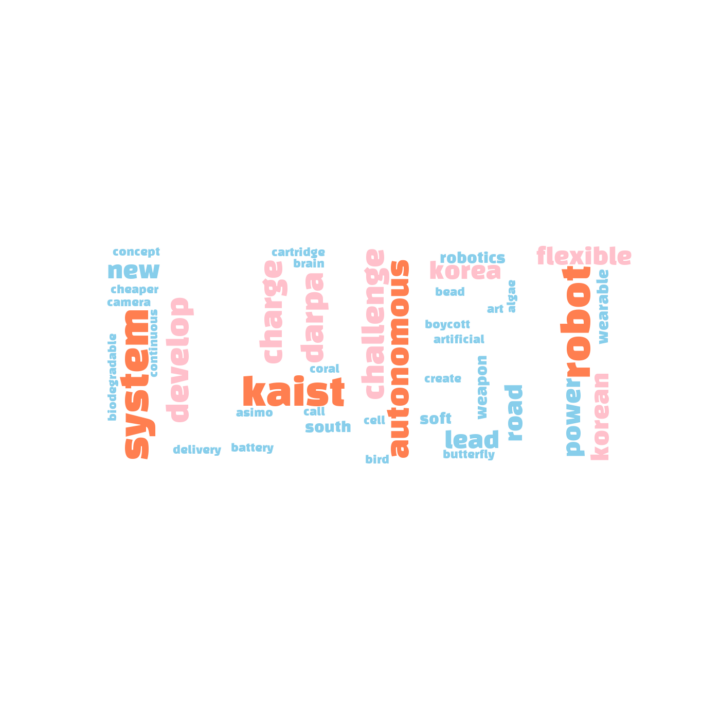 concept
new
cheaper
camera
system
continuous
biodegradable
develop
delivery
cartridge
brain
charge
darpa
coral
kaist
asimo
call
south
battery
challenge
autonomous
cell
bird
robotics
korea
bead
algae
art
boycott
artificial
create
weapon
road
soft
lead
butterfly
flexible
robot
wearable
power
korean